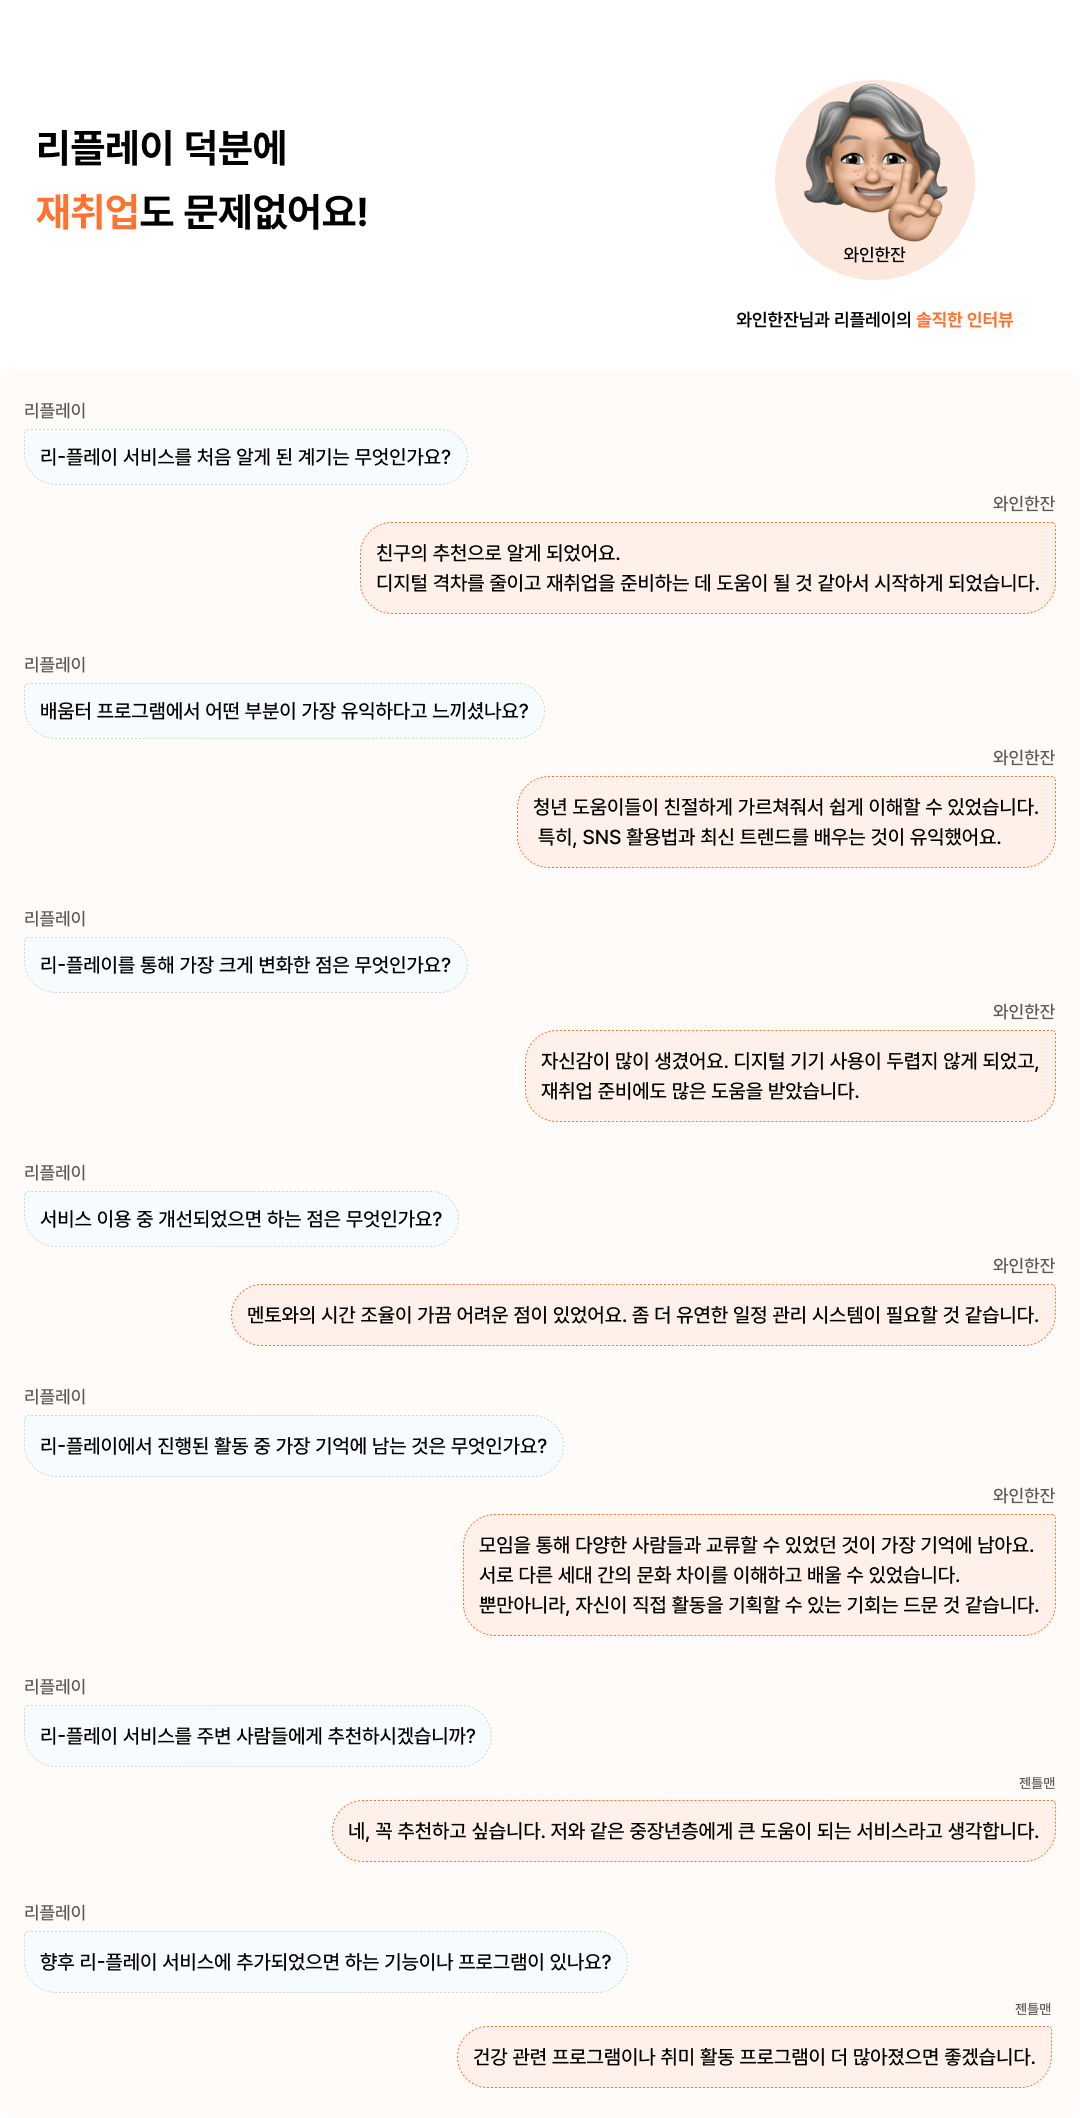 리플레이 덕분에
재취업도 문제없어요!
와인한잔
와인한잔님과 리플레이의 솔직한 인터뷰
리플레이
리-플레이 서비스를 처음 알게 된 계기는 무엇인가요?
와인한잔
친구의 추천으로 알게 되었어요.
디지털 격차를 줄이고 재취업을 준비하는 데 도움이 될 것 같아서 시작하게 되었습니다.
리플레이
배움터 프로그램에서 어떤 부분이 가장 유익하다고 느끼셨나요?
와인한잔
청년 도움이들이 친절하게 가르쳐줘서 쉽게 이해할 수 있었습니다.
특히, SNS 활용법과 최신 트렌드를 배우는 것이 유익했어요.
리플레이
리-플레이를 통해 가장 크게 변화한 점은 무엇인가요?
와인한잔
자신감이 많이 생겼어요. 디지털 기기 사용이 두렵지 않게 되었고,
재취업 준비에도 많은 도움을 받았습니다.
리플레이
서비스 이용 중 개선되었으면 하는 점은 무엇인가요?
와인한잔
멘토와의 시간 조율이 가끔 어려운 점이 있었어요. 좀 더 유연한 일정 관리 시스템이 필요할 것 같습니다.
리플레이
리-플레이에서 진행된 활동 중 가장 기억에 남는 것은 무엇인가요?
와인한잔
모임을 통해 다양한 사람들과 교류할 수 있었던 것이 가장 기억에 남아요.
서로 다른 세대 간의 문화 차이를 이해하고 배울 수 있었습니다.
뿐만아니라, 자신이 직접 활동을 기획할 수 있는 기회는 드문 것 같습니다.
리플레이
리-플레이 서비스를 주변 사람들에게 추천하시겠습니까?
젠틀맨
네, 꼭 추천하고 싶습니다. 저와 같은 중장년층에게 큰 도움이 되는 서비스라고 생각합니다.
리플레이
향후 리-플레이 서비스에 추가되었으면 하는 기능이나 프로그램이 있나요?
젠틀맨
건강 관련 프로그램이나 취미 활동 프로그램이 더 많아졌으면 좋겠습니다.